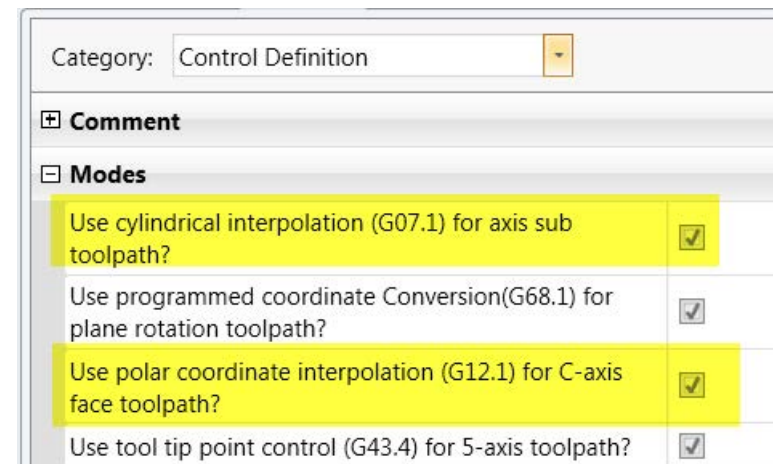 Category: Control Definition
Comment
Modes
Use cylindrical interpolation (G07.1) for axis sub
toolpath?
Use programmed coordinate Conversion(G68.1) for
plane rotation toolpath?
Use polar coordinate interpolation (G12.1) for C-axis
face toolpath?
Use tool tip point control (G43.4) for 5-axis toolpath?